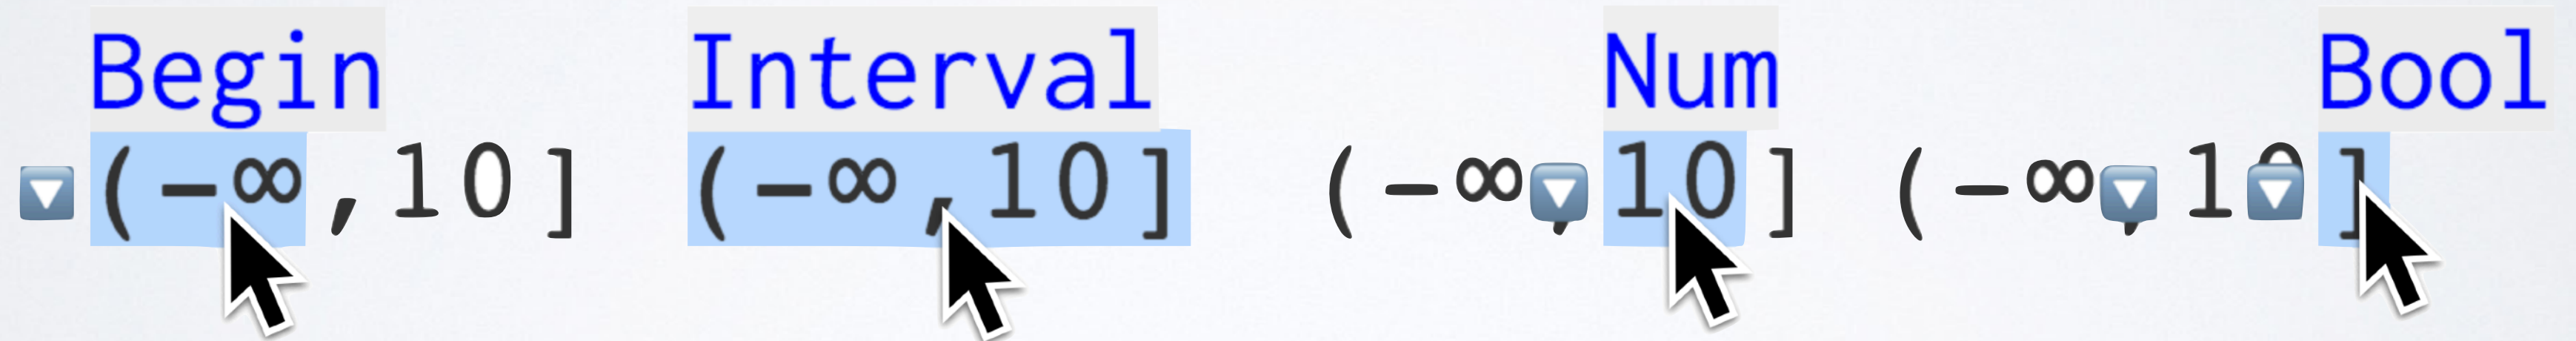 Begin Interval Num Bool
(-∞,10] (-∞,10] (-∞,10] (-∞,10]